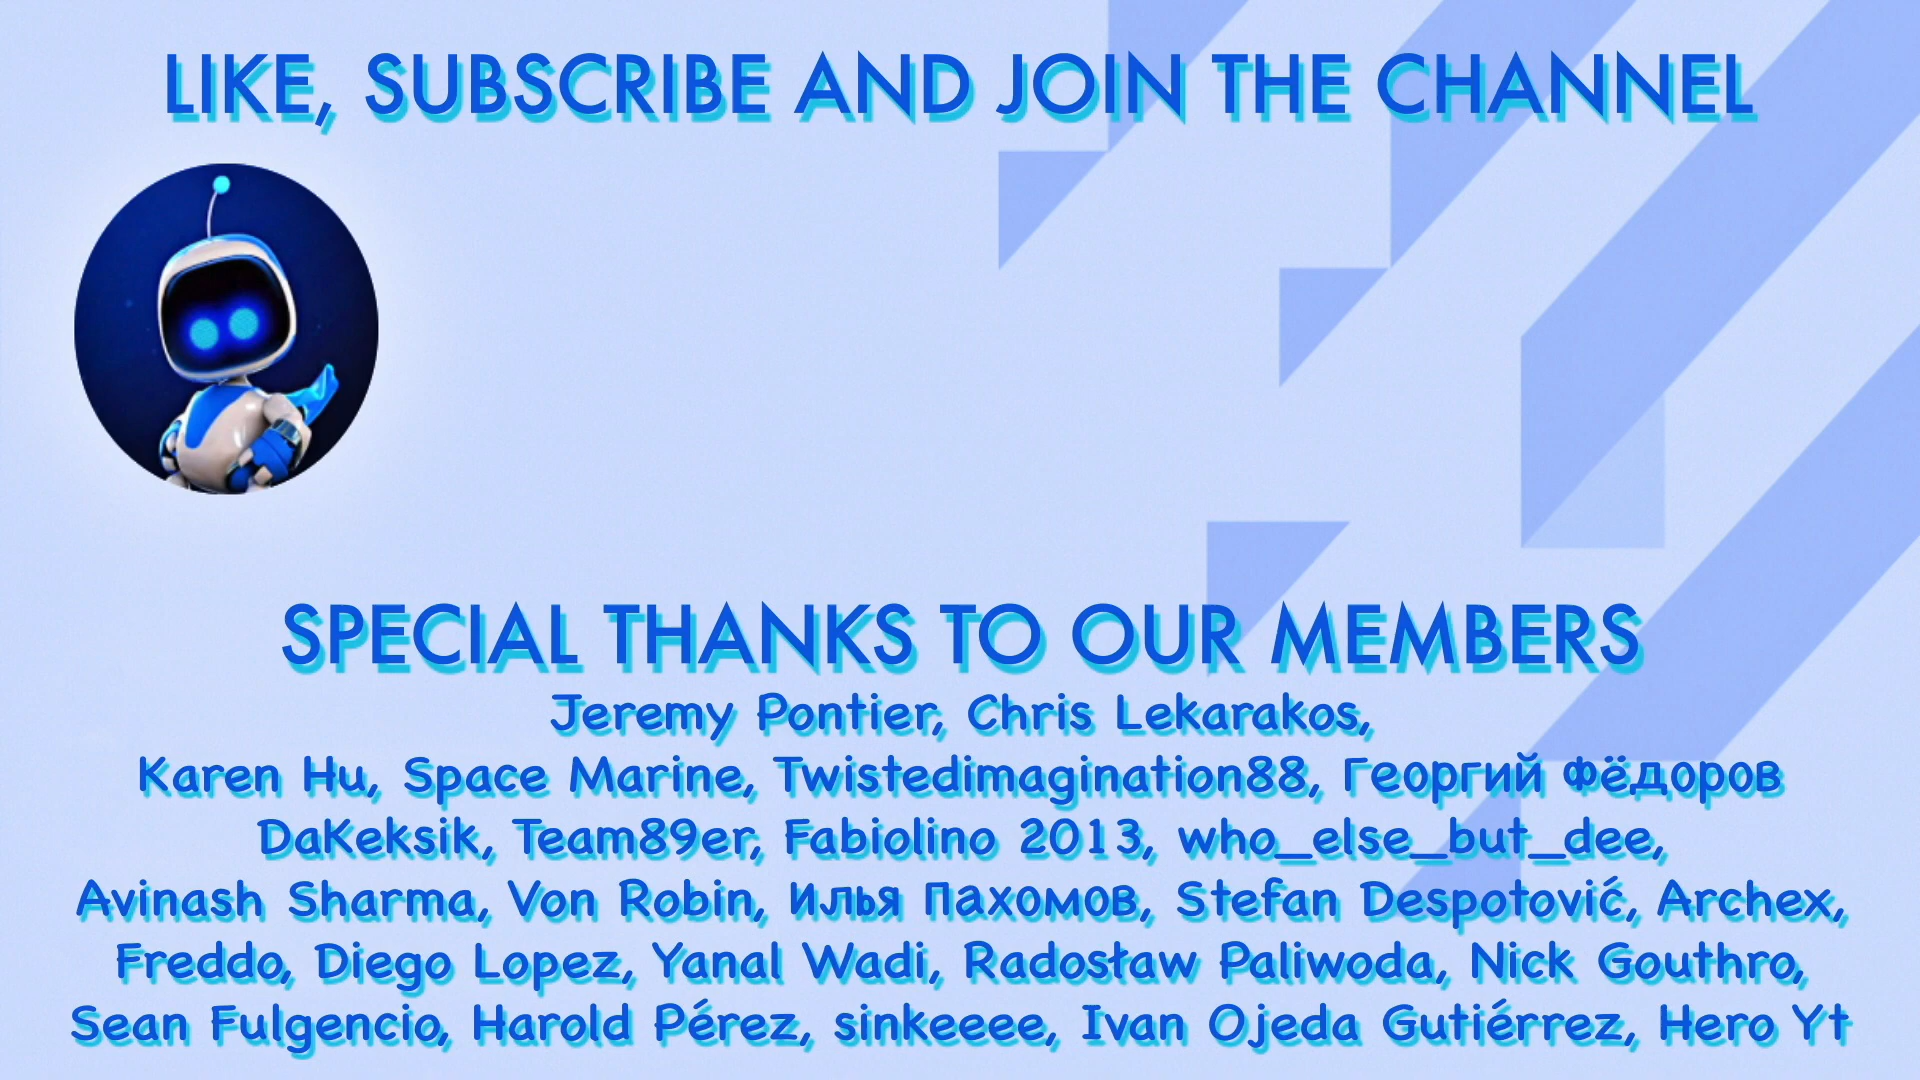 LIKE, SUBSCRIBE AND JOIN THE CHANNEL
SPECIAL THANKS TO OUR MEMBERS
Jeremy Pontier, Chris Lekarakos,
Karen Hu, Space Marine, Twistedimagination88, Георгий Фёдоров
DaKeksik, Team89er, Fabiolino 2013, who_else_but_dee,
Avinash Sharma, Von Robin, Илья Пахомов, Stefan Despotović, Archex,
Freddo, Diego Lopez, Yanal Wadi, Radosław Paliwoda, Nick Gouthro,
Sean Fulgencio, Harold Pérez, sinkeeee, Ivan Ojeda Gutiérrez, Hero Yt